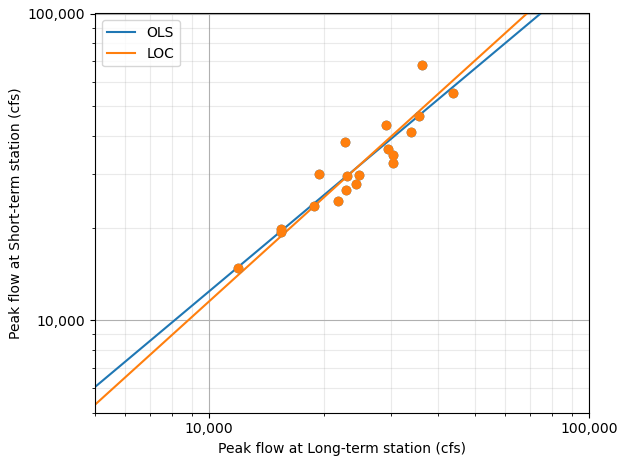 100,000
OLS
LOC
Peak flow at Short-term station (cfs)
10,000
10,000
100,000
Peak flow at Long-term station (cfs)